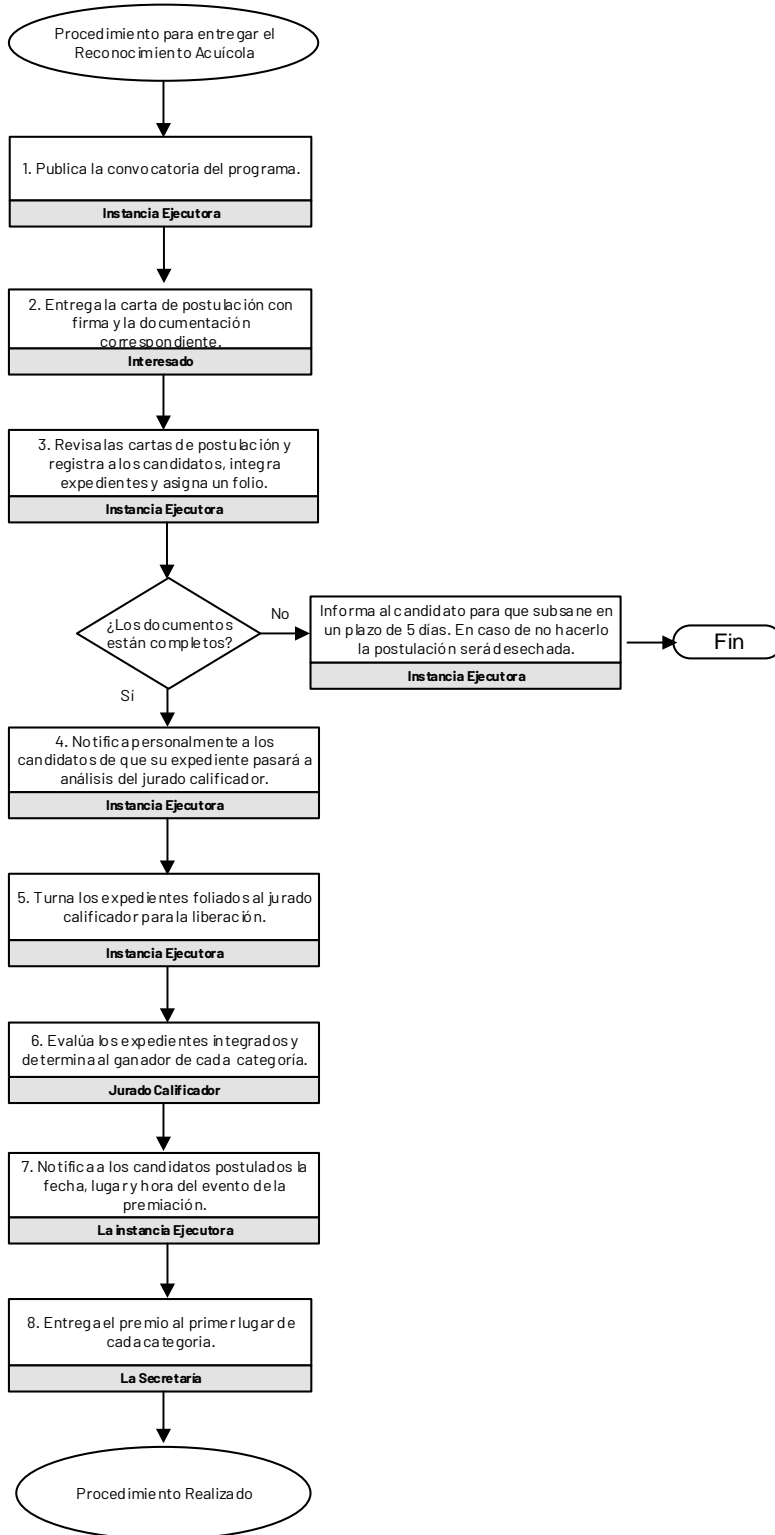 Procedimiento para entregar el
Reconocimiento Acuícola
1. Publica la convocatoria del programa.
Instancia Ejecutora
2. Entrega la carta de postulación con
firma y la documentación
correspondiente.
Interesado
3. Revisa las cartas de postulación y
registra a los candidatos, integra
expedientes y asigna un folio.
Instancia Ejecutora
¿Los documentos
están completos?
No
Informa al candidato para que subsane en
un plazo de 5 días. En caso de no hacerlo
la postulación será desechada.
Instancia Ejecutora
Fin
Sí
4. Notifica personalmente a los
candidatos de que su expediente pasará a
análisis del jurado calificador.
Instancia Ejecutora
5. Turna los expedientes foliados al jurado
calificador para la liberación.
Instancia Ejecutora
6. Evalúa los expedientes integrados y
determina al ganador de cada categoría.
Jurado Calificador
7. Notifica a los candidatos postulados la
fecha, lugar y hora del evento de la
premiación.
La instancia Ejecutora
8. Entrega el premio al primer lugar de
cada categoria.
La Secretaría
Procedimiento Realizado